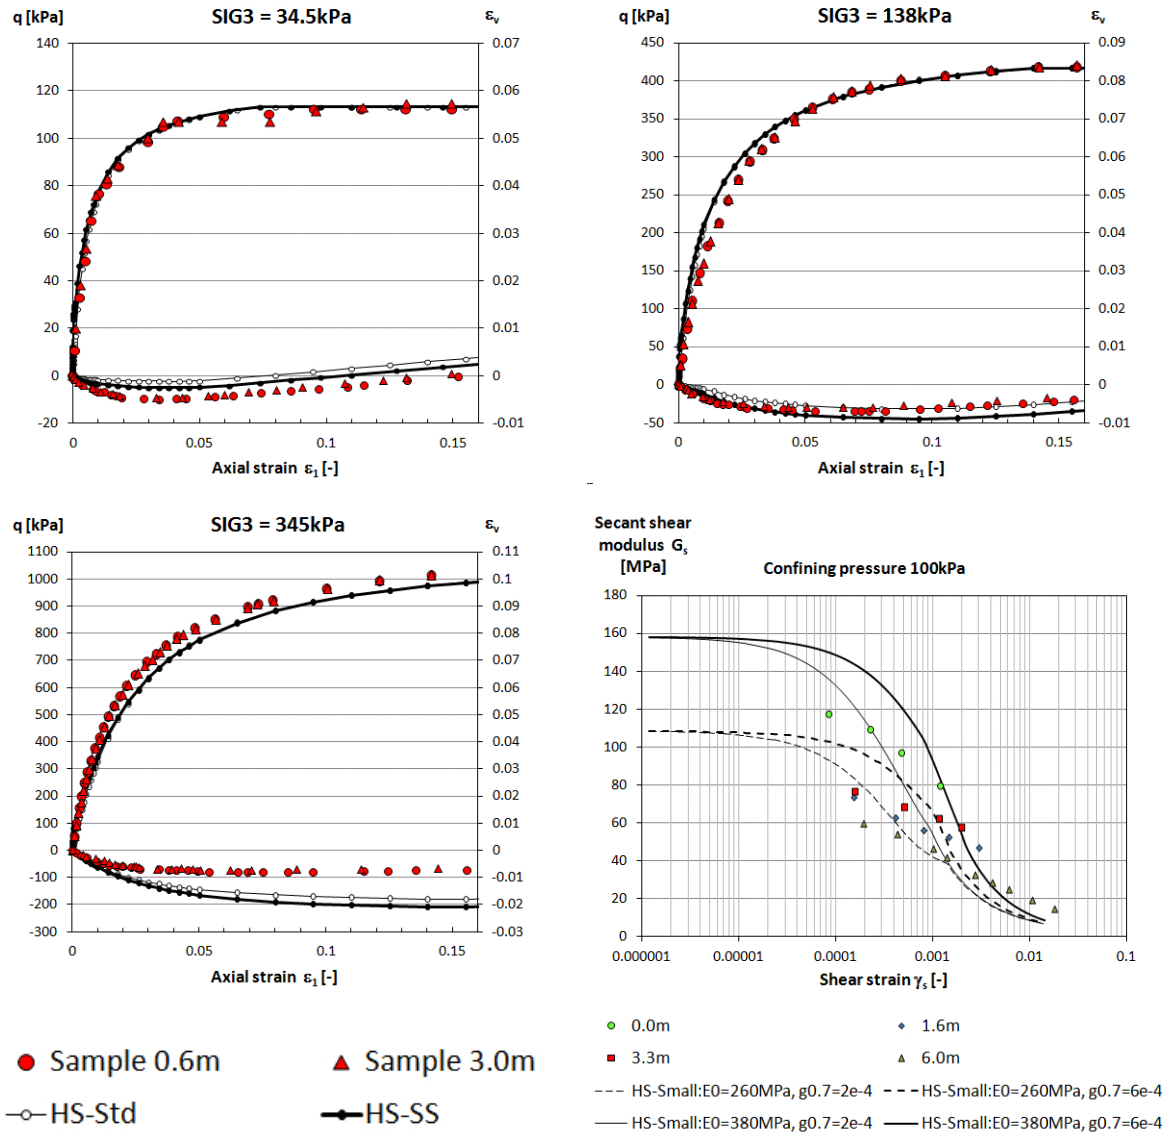 q [kPa] SIG3 = 34.5kPa εv
140 0.07
120 0.06
100 0.05
80 0.04
60 0.03
40 0.02
20 0.01
0 0
-20 -0.01
0 0.05 0.1 0.15
Axial strain ε1 [-]
q [kPa] SIG3 = 138kPa εv
450 0.09
400 0.08
350 0.07
300 0.06
250 0.05
200 0.04
150 0.03
100 0.02
50 0.01
0 0
-50 -0.01
0 0.05 0.1 0.15
Axial strain ε1 [-]
q [kPa] SIG3 = 345kPa εv
1100 0.11
1000 0.1
900 0.09
800 0.08
700 0.07
600 0.06
500 0.05
400 0.04
300 0.03
200 0.02
100 0.01
0 0
-100 -0.01
-200 -0.02
-300 -0.03
0 0.05 0.1 0.15
Axial strain ε1 [-]
Secant shear
modulus Gs
[MPa] Confining pressure 100kPa
180
160
140
120
100
80
60
40
20
0
0.000001 0.00001 0.0001 0.001 0.01 0.1
Shear strain γs [-]
Sample 0.6m Sample 3.0m
HS-Std HS-SS
0.0m 1.6m
3.3m 6.0m
HS-Small:E0=260MPa, g0.7=2e-4 HS-Small:E0=260MPa, g0.7=6e-4
HS-Small:E0=380MPa, g0.7=2e-4 HS-Small:E0=380MPa, g0.7=6e-4